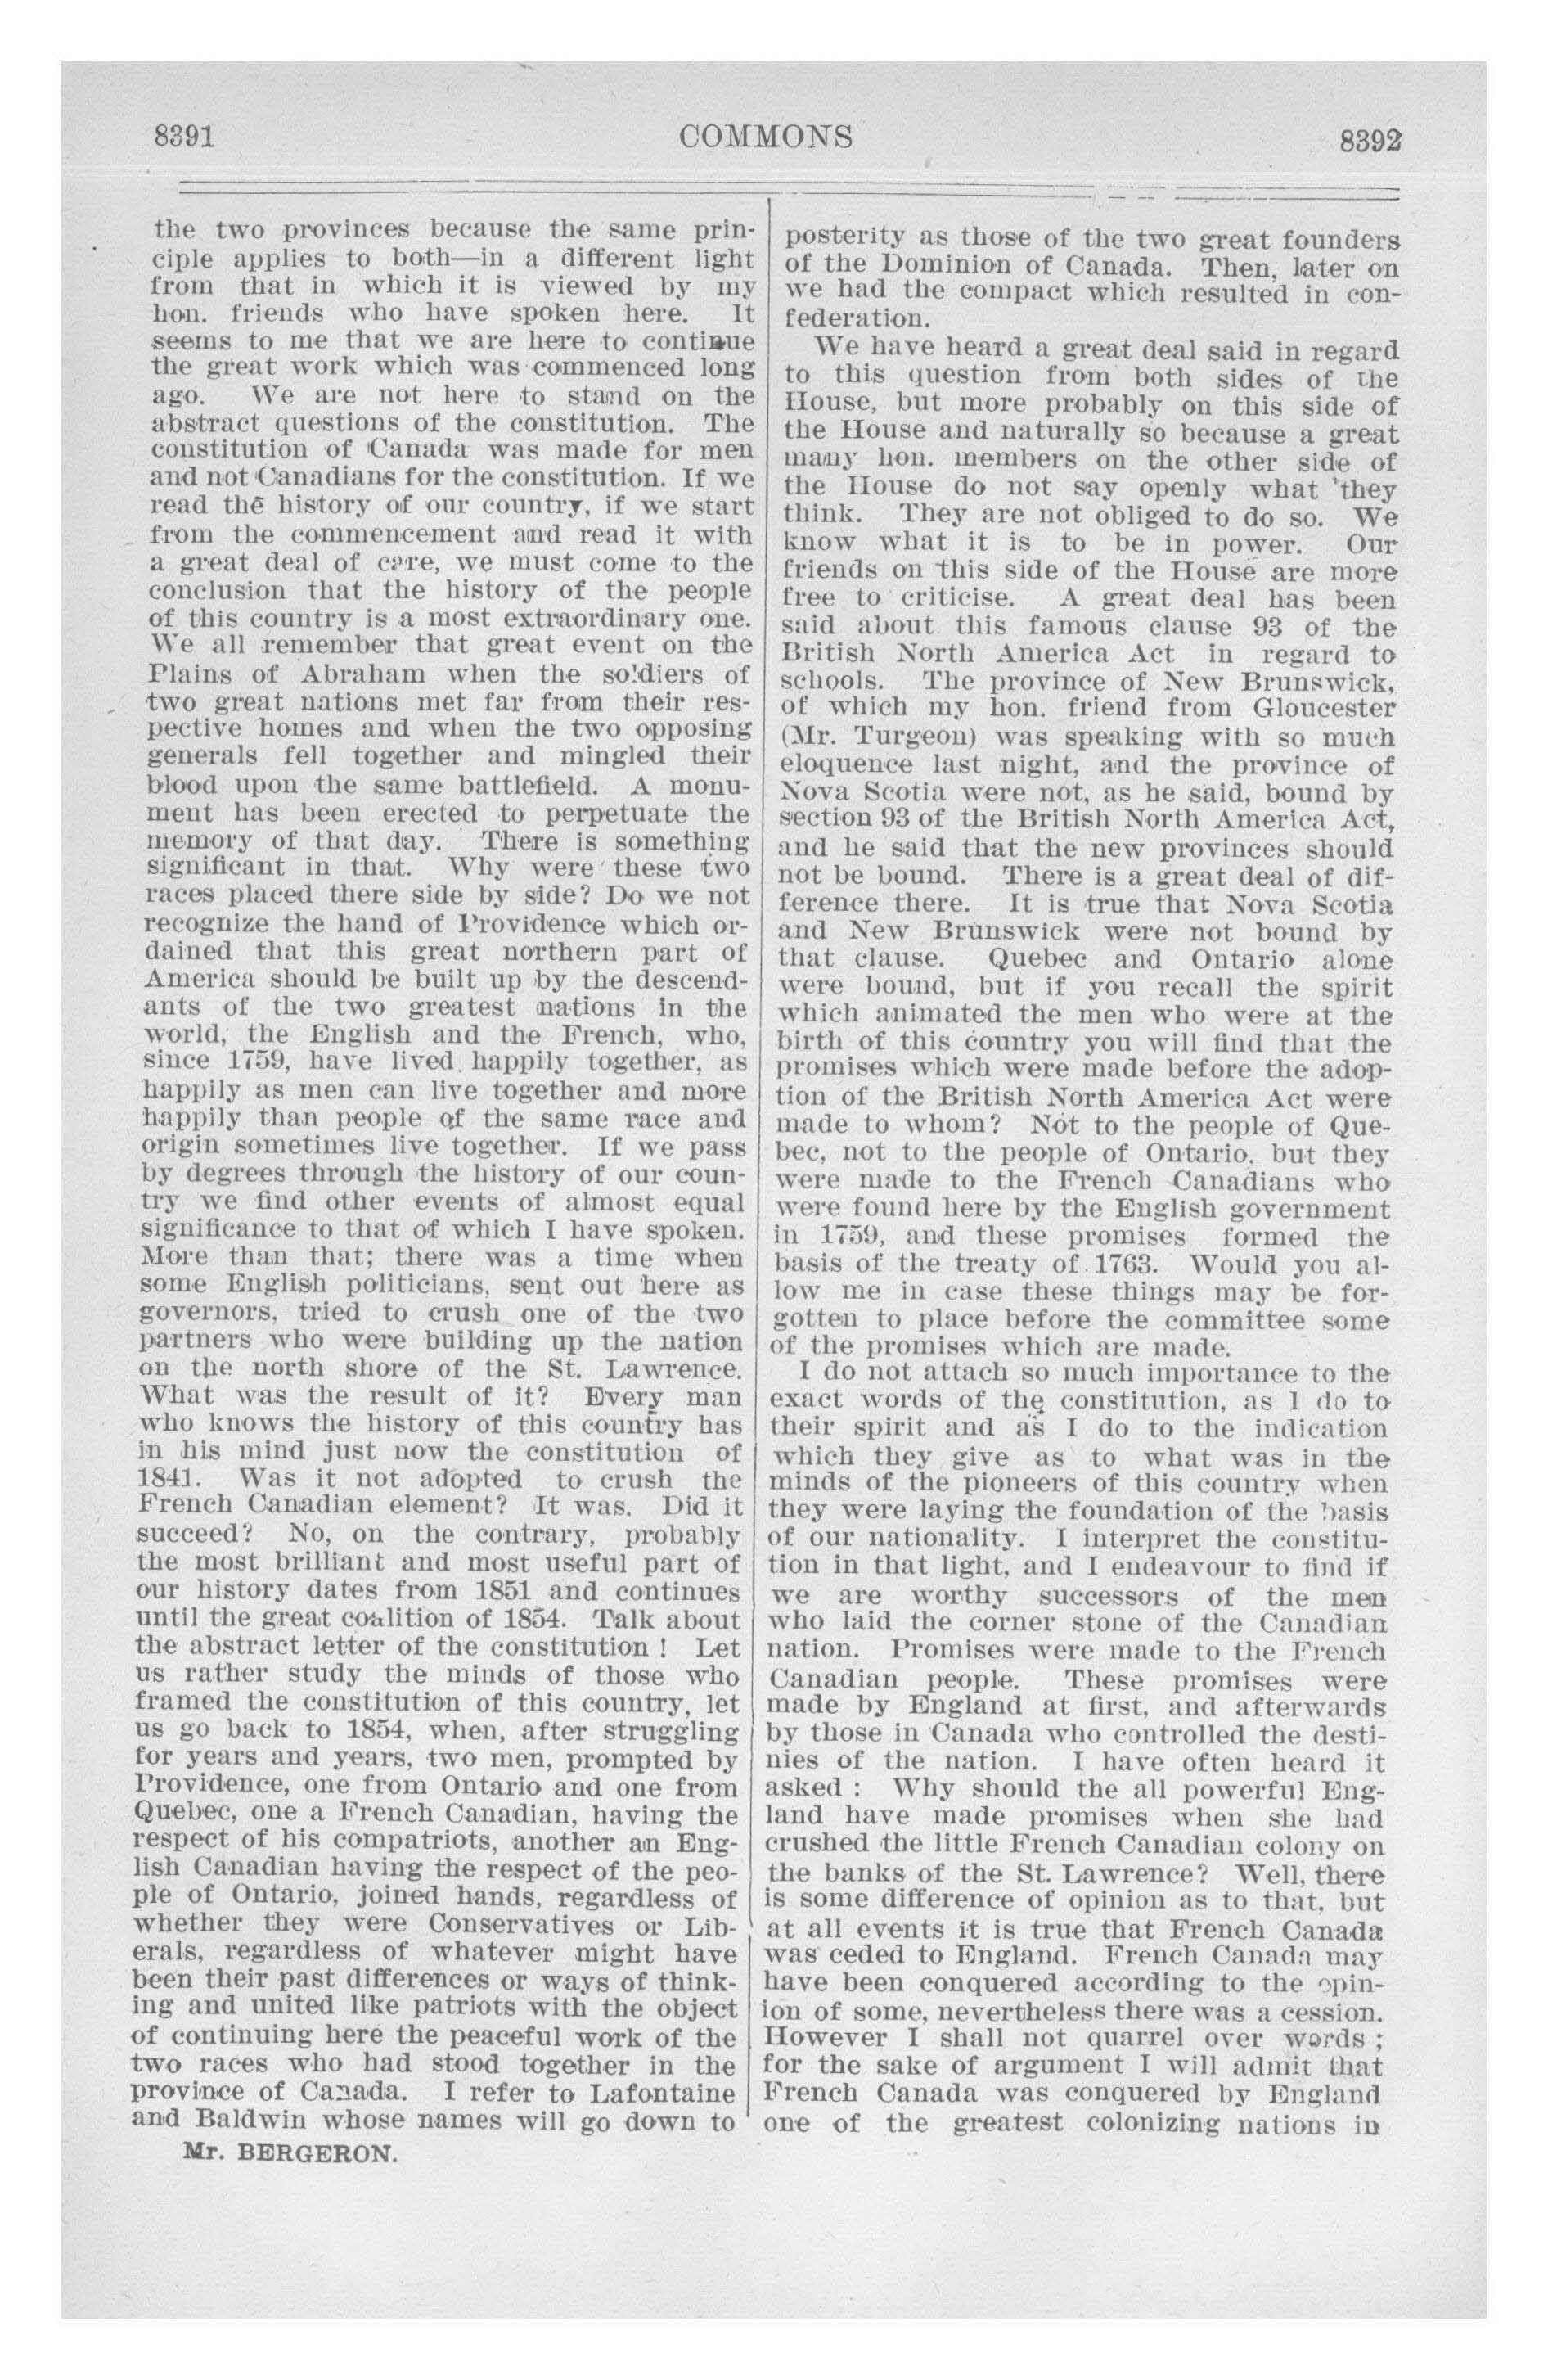 8391
COMMONS
8392
the two provinces because the same prin-
ciple applies to both—in a different light
from that in which it is viewed by my
hon. friends who have spoken here. It
seems to me that we are here to continue
the great work which was commenced long
ago. We are not here to stand on the
abstract questions of the constitution. The
constitution of Canada was made for men
and not Canadians for the constitution. If we
read the history of our country, if we start
from the commencement and read it with
a great deal of care, we must come to the
conclusion that the history of the people
of this country is a most extraordinary one.
We all remember that great event on the
Plains of Abraham when the soldiers of
two great nations met far from their res-
pective homes and when the two opposing
generals fell together and mingled their
blood upon the same battlefield. A monu-
ment has been erected to perpetuate the
memory of that day. There is something
significant in that. Why were these two
races placed there side by side? Do we not
recognize the hand of Providence which or-
dained that this great northern part of
America should be built up by the descend-
ants of the two greatest nations in the
world, the English and the French, who,
since 1759, have lived happily together, as
happily as men can live together and more
happily than people of the same race and
origin sometimes live together. If we pass
by degrees through the history of our coun-
try we find other events of almost equal
significance to that of which I have spoken.
More than that; there was a time when
some English politicians, sent out here as
governors, tried to crush one of the two
partners who were building up the nation
on the north shore of the St. Lawrence.
What was the result of it? Every man
who knows the history of this country has
in his mind just now the constitution of
1841. Was it not adopted to crush the
French Canadian element? It was. Did it
succeed? No, on the contrary, probably
the most brilliant and most useful part of
our history dates from 1851 and continues
until the great coalition of 1854. Talk about
the abstract letter of the constitution ! Let
us rather study the minds of those who
framed the constitution of this country, let
us go back to 1854, when, after struggling
for years and years, two men, prompted by
Providence, one from Ontario and one from
Quebec, one a French Canadian, having the
respect of his compatriots, another an Eng-
lish Canadian having the respect of the peo-
ple of Ontario, joined hands, regardless of
whether they were Conservatives or Lib-
erals, regardless of whatever might have
been their past differences or ways of think-
ing and united like patriots with the object
of continuing here the peaceful work of the
two races who had stood together in the
province of Canada. I refer to Lafontaine
and Baldwin whose names will go down to
Mr. BERGERON.
posterity as those of the two great founders
of the Dominion of Canada. Then, later on
we had the compact which resulted in con-
federation.
We have heard a great deal said in regard
to this question from both sides of the
House, but more probably on this side of
the House and naturally so because a great
many hon. members on the other side of
the House do not say openly what they
think. They are not obliged to do so. We
know what it is to be in power. Our
friends on this side of the House are more
free to criticise. A great deal has been
said about this famous clause 93 of the
British North America Act in regard to
schools. The province of New Brunswick,
of which my hon. friend from Gloucester
(Mr. Turgeon) was speaking with so much
eloquence last night, and the province of
Nova Scotia were not, as he said, bound by
section 93 of the British North America Act,
and he said that the new provinces should
not be bound. There is a great deal of dif-
ference there. It is true that Nova Scotia
and New Brunswick were not bound by
that clause. Quebec and Ontario alone
were bound, but if you recall the spirit
which animated the men who were at the
birth of this country you will find that the
promises which were made before the adop-
tion of the British North America Act were
made to whom? Not to the people of Que-
bec, not to the people of Ontario, but they
were made to the French Canadians who
were found here by the English government
in 1759, and these promises formed the
basis of the treaty of 1763. Would you al-
low me in case these things may be for-
gotten to place before the committee some
of the promises which are made.
I do not attach so much importance to the
exact words of the constitution, as I do to
their spirit and as I do to the indication
which they give as to what was in the
minds of the pioneers of this country when
they were laying the foundation of the basis
of our nationality. I interpret the constitu-
tion in that light, and I endeavour to find if
we are worthy successors of the men
who laid the corner stone of the Canadian
nation. Promises were made to the French
Canadian people. These promises were
made by England at first, and afterwards
by those in Canada who controlled the desti-
nies of the nation. I have often heard it
asked : Why should the all powerful Eng-
land have made promises when she had
crushed the little French Canadian colony on
the banks of the St. Lawrence? Well, there
is some difference of opinion as to that, but
at all events it is true that French Canada
was ceded to England. French Canada may
have been conquered according to the opin-
ion of some, nevertheless there was a cession.
However I shall not quarrel over words ;
for the sake of argument I will admit that
French Canada was conquered by England
one of the greatest colonizing nations in